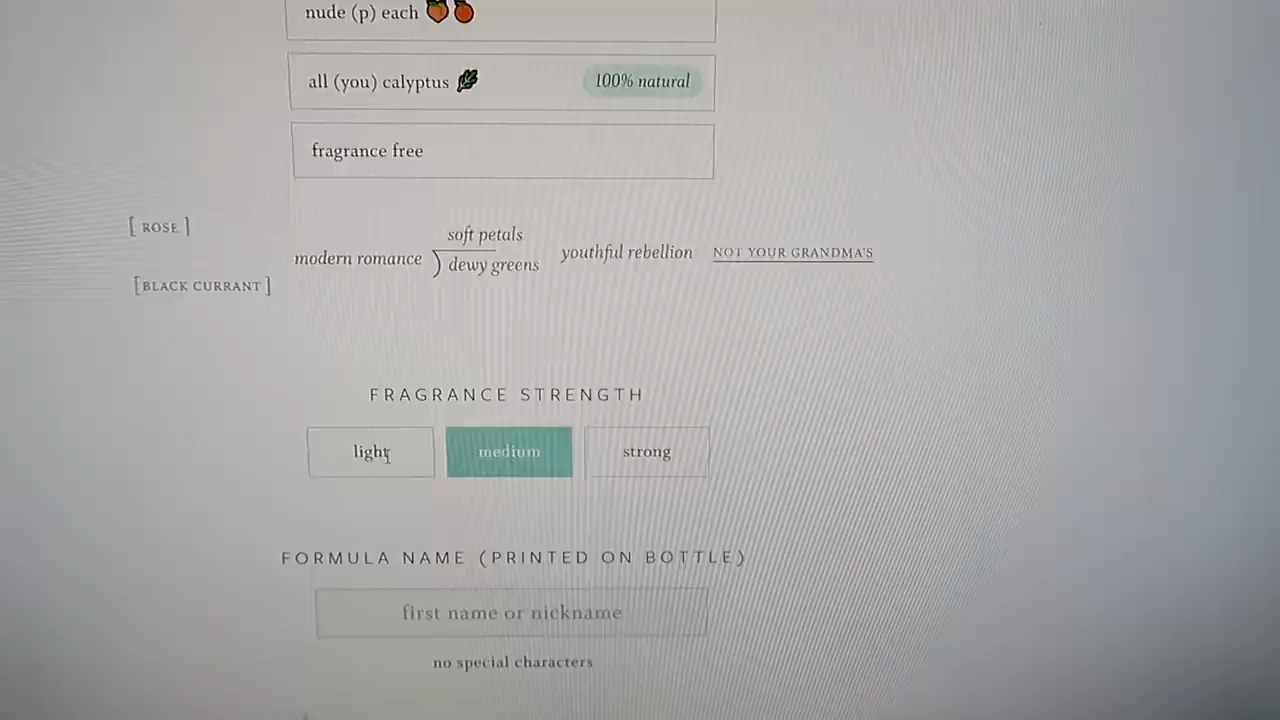 nude (p) each
all (you) calyptus 100% natural
fragrance free
[ ROSE ]
[BLACK CURRANT ]
modern romance
soft petals
dewy greens
youthful rebellion
NOT YOUR GRANDMA'S
FRAGRANCE STRENGTH
light medium strong
FORMULA NAME (PRINTED ON BOTTLE)
first name or nickname
no special characters